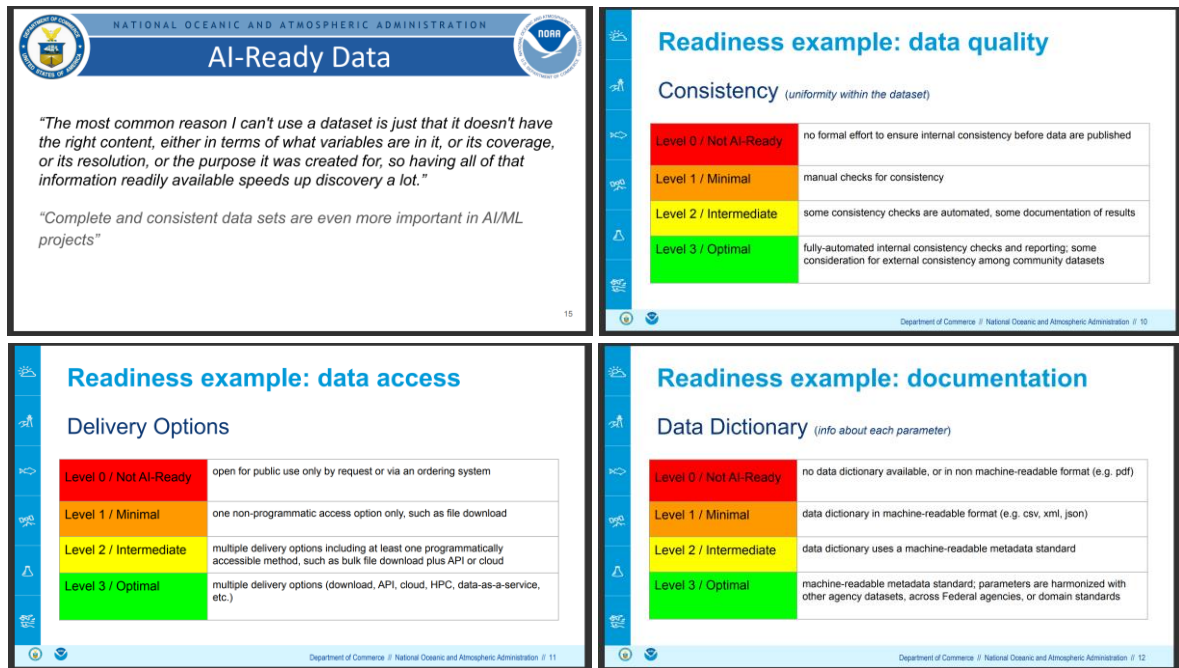 NATIONAL OCEANIC AND ATMOSPHERIC ADMINISTRATION
AI-Ready Data
NOAA
“The most common reason I can't use a dataset is just that it doesn't have
the right content, either in terms of what variables are in it, or its coverage,
or its resolution, or the purpose it was created for, so having all of that
information readily available speeds up discovery a lot.”
“Complete and consistent data sets are even more important in AI/ML
projects”
15
Readiness example: data quality
Consistency (uniformity within the dataset)
Level 0 / Not AI-Ready
no formal effort to ensure internal consistency before data are published
Level 1 / Minimal
manual checks for consistency
Level 2 / Intermediate
some consistency checks are automated, some documentation of results
Level 3 / Optimal
fully-automated internal consistency checks and reporting; some
consideration for external consistency among community datasets
Department of Commerce // National Oceanic and Atmospheric Administration // 10
Readiness example: data access
Delivery Options
Level 0 / Not AI-Ready
open for public use only by request or via an ordering system
Level 1 / Minimal
one non-programmatic access option only, such as file download
Level 2 / Intermediate
multiple delivery options including at least one programmatically
accessible method, such as bulk file download plus API or cloud
Level 3 / Optimal
multiple delivery options (download, API, cloud, HPC, data-as-a-service,
etc.)
Department of Commerce // National Oceanic and Atmospheric Administration // 11
Readiness example: documentation
Data Dictionary (info about each parameter)
Level 0 / Not AI-Ready
no data dictionary available, or in non machine-readable format (e.g. pdf)
Level 1 / Minimal
data dictionary in machine-readable format (e.g. csv, xml, json)
Level 2 / Intermediate
data dictionary uses a machine-readable metadata standard
Level 3 / Optimal
machine-readable metadata standard; parameters are harmonized with
other agency datasets, across Federal agencies, or domain standards
Department of Commerce // National Oceanic and Atmospheric Administration // 12